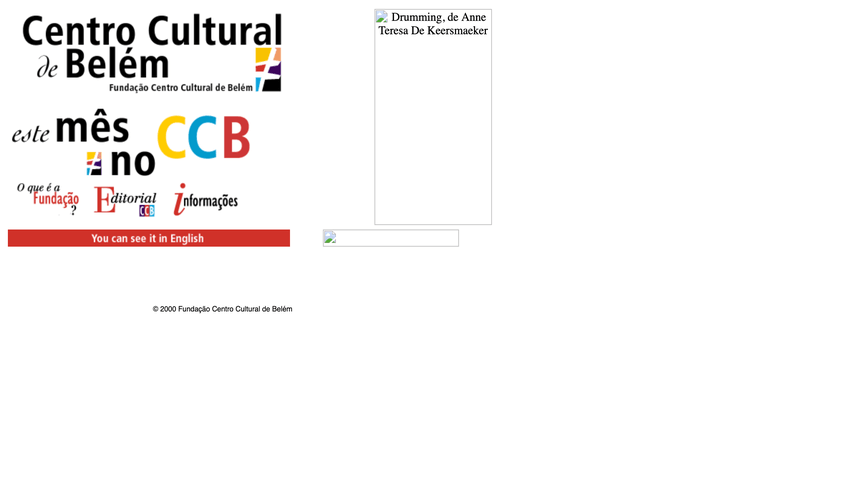 Centro Cultural
de Belém
Fundação Centro Cultural de Belém
Drumming, de Anne
Teresa De Keersmaeker
este mês
no CCB
O que é a
Fundação
?
Editorial
CCB
informações
You can see it in English
© 2000 Fundação Centro Cultural de Belém